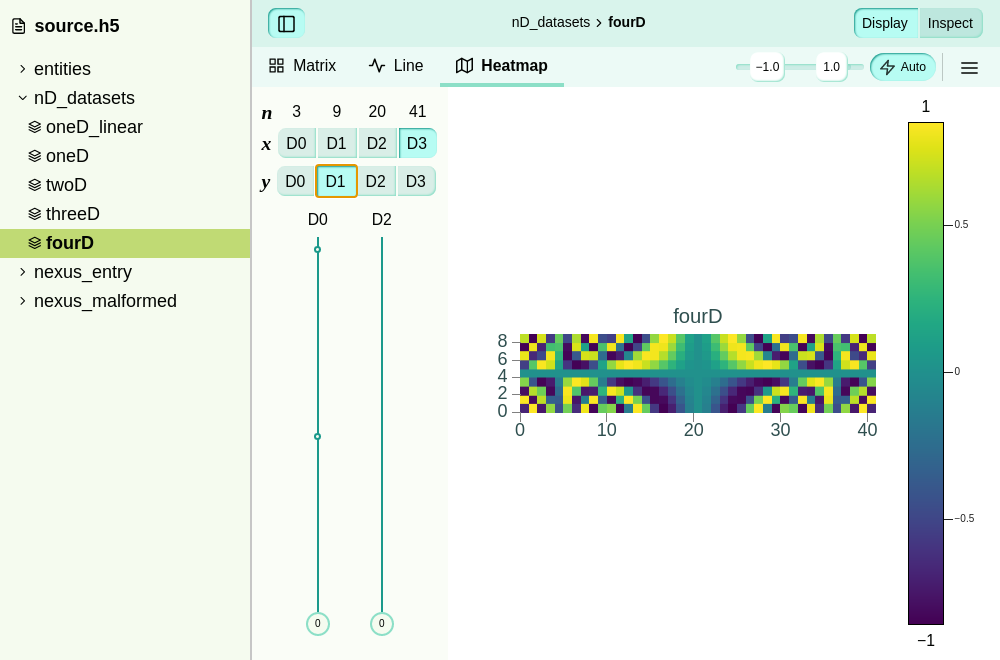 source.h5
nD_datasets › fourD
Display
Inspect
entities
nD_datasets
oneD_linear
oneD
twoD
threeD
fourD
nexus_entry
nexus_malformed
Matrix
Line
Heatmap
−1.0
1.0
Auto
n 3 9 20 41
x D0 D1 D2 D3
y D0 D1 D2 D3
D0 D2
0 0
fourD
8
6
4
2
0
0 10 20 30 40
1
0.5
0
−0.5
−1